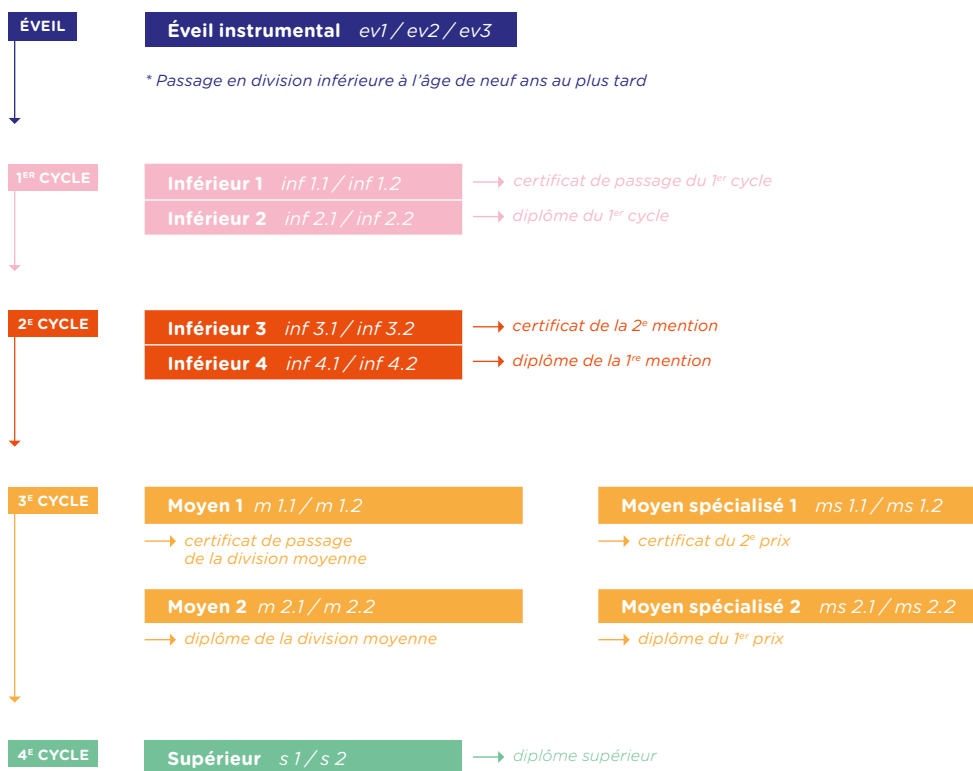 ÉVEIL
Éveil instrumental ev1 / ev2 / ev3
* Passage en division inférieure à l'âge de neuf ans au plus tard
1ER CYCLE
Inférieur 1 inf 1.1 / inf 1.2
certificat de passage du 1er cycle
Inférieur 2 inf 2.1 / inf 2.2
diplôme du 1er cycle
2E CYCLE
Inférieur 3 inf 3.1 / inf 3.2
certificat de la 2e mention
Inférieur 4 inf 4.1 / inf 4.2
diplôme de la 1re mention
3E CYCLE
Moyen 1 m 1.1 / m 1.2
certificat de passage
de la division moyenne
Moyen spécialisé 1 ms 1.1 / ms 1.2
certificat du 2e prix
Moyen 2 m 2.1 / m 2.2
diplôme de la division moyenne
Moyen spécialisé 2 ms 2.1 / ms 2.2
diplôme du 1er prix
4E CYCLE
Supérieur s 1 / s 2
diplôme supérieur